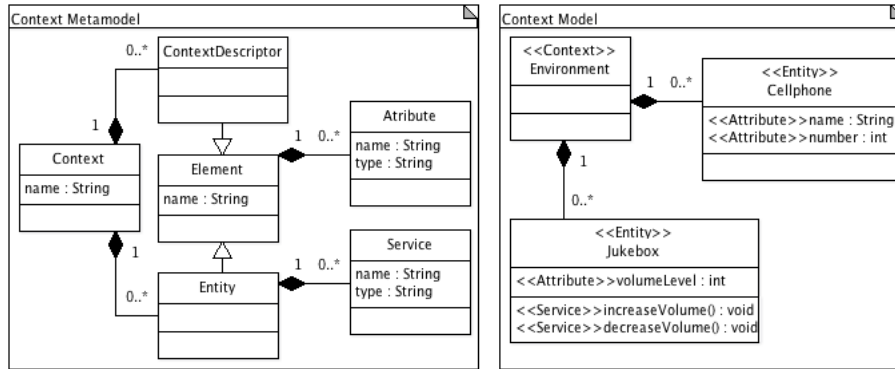 Context Metamodel
0..*
ContextDescriptor
1
Context
name : String
1
0..*
Element
name : String
1
0..*
Atribute
name : String
type : String
Entity
1
0..*
Service
name : String
type : String
Context Model
<<Context>>
Environment
1
0..*
<<Entity>>
Cellphone
<<Attribute>>name : String
<<Attribute>>number : int
1
0..*
<<Entity>>
Jukebox
<<Attribute>>volumeLevel : int
<<Service>>increaseVolume() : void
<<Service>>decreaseVolume() : void